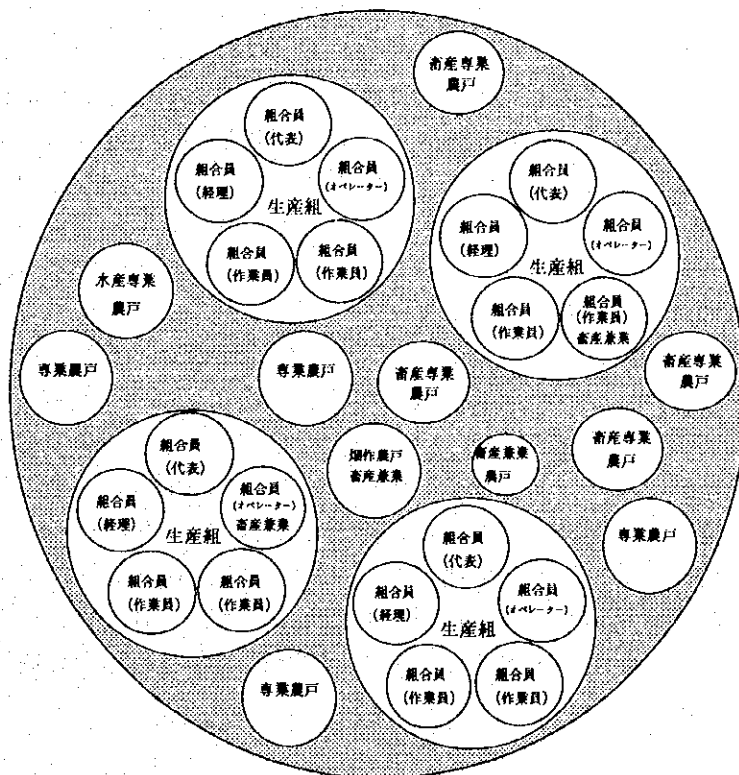 畜産専業
農戸
組合員
(代表)
組合員
(経理)
組合員
(オペレーター)
生産組
組合員
(作業員)
組合員
(作業員)
組合員
(代表)
組合員
(経理)
組合員
(オペレーター)
生産組
組合員
(作業員)
組合員
(作業員)
畜産兼業
水産専業
農戸
専業農戸
専業農戸
畜産専業
農戸
畜産専業
農戸
畑作農戸
畜産兼業
畜産兼業
農戸
畜産専業
農戸
専業農戸
組合員
(代表)
組合員
(経理)
組合員
(オペレーター)
畜産兼業
生産組
組合員
(作業員)
組合員
(作業員)
組合員
(代表)
組合員
(経理)
組合員
(オペレーター)
生産組
組合員
(作業員)
組合員
(作業員)
専業農戸